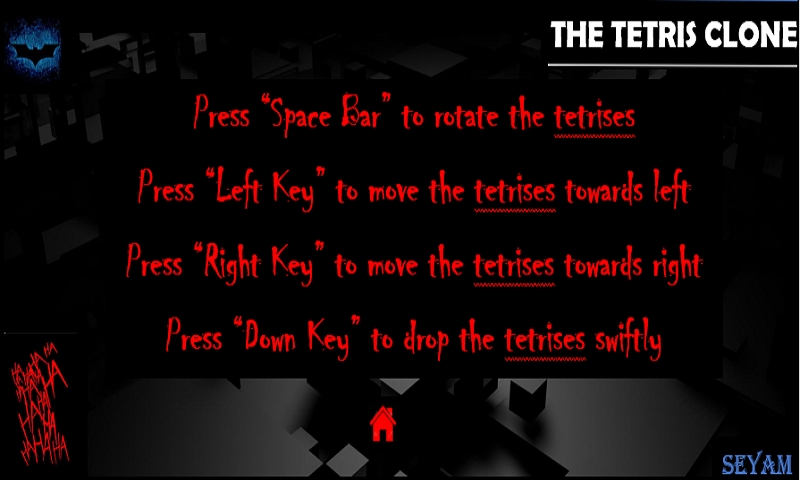 THE TETRIS CLONE
Press “Space Bar” to rotate the tetrises
Press “Left Key” to move the tetrises towards left
Press “Right Key” to move the tetrises towards right
Press “Down Key” to drop the tetrises swiftly
SEYAM